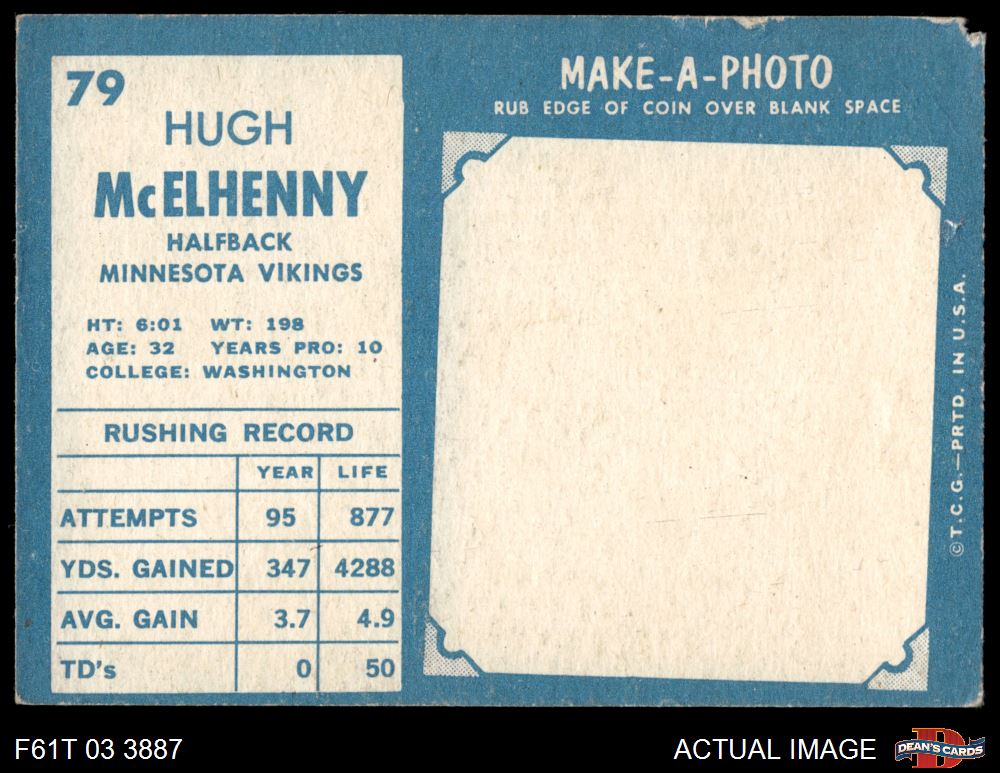 79
HUGH
McELHENNY
HALFBACK
MINNESOTA VIKINGS
HT: 6:01 WT: 198
AGE: 32 YEARS PRO: 10
COLLEGE: WASHINGTON
RUSHING RECORD
YEAR LIFE
ATTEMPTS 95 877
YDS. GAINED 347 4288
AVG. GAIN 3.7 4.9
TD's 0 50
MAKE-A-PHOTO
RUB EDGE OF COIN OVER BLANK SPACE
©T.C.G.—PRTD. IN U.S.A.
F61T 03 3887
ACTUAL IMAGE
D
DEAN'S CARDS